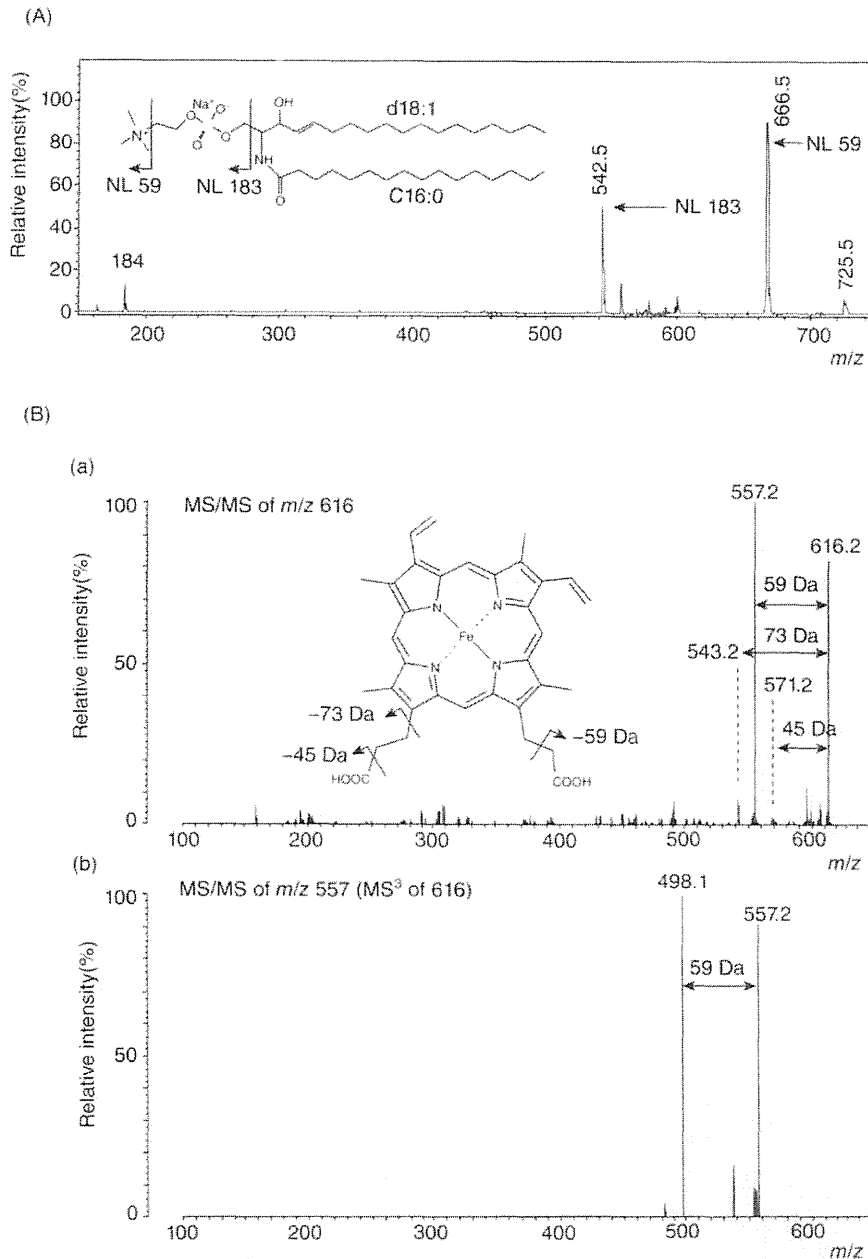 (A)
Relative intensity(%)
100
80
60
40
20
0
Na⁺
O⁻
OH
d18:1
N⁺
O
O
P
O
NH
O
C16:0
NL 59
NL 183
184
542.5
NL 183
666.5
NL 59
725.5
200
300
400
500
600
700
m/z
(B)
(a)
Relative intensity(%)
100
50
0
MS/MS of m/z 616
N
N
Fe
N
N
−73 Da
−45 Da
−59 Da
HOOC
COOH
557.2
616.2
59 Da
543.2
73 Da
571.2
45 Da
100
200
300
400
500
600
m/z
(b)
Relative intensity(%)
100
50
0
MS/MS of m/z 557 (MS³ of 616)
498.1
557.2
59 Da
100
200
300
400
500
600
m/z